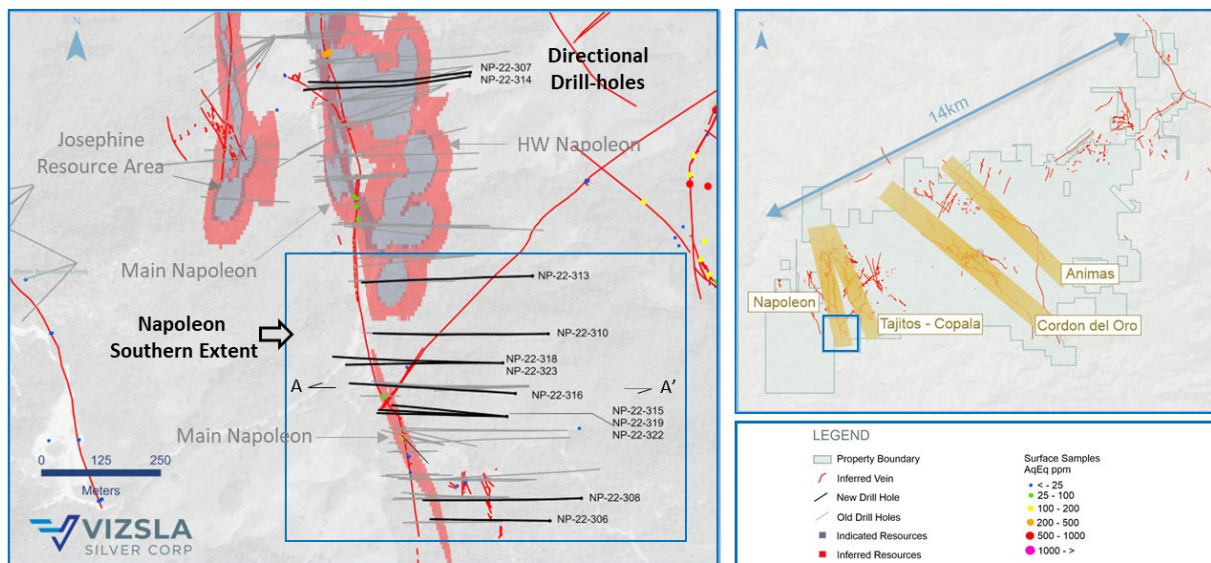 N
Directional
Drill-holes
NP-22-307
NP-22-314
Josephine
Resource Area
HW Napoleon
Main Napoleon
NP-22-313
Napoleon
Southern Extent
NP-22-310
NP-22-318
NP-22-323
A
A'
NP-22-316
NP-22-315
NP-22-319
NP-22-322
Main Napoleon
0 125 250
Meters
NP-22-308
NP-22-306
VIZSLA
SILVER CORP
N
14km
Napoleon
Tajitos - Copala
Cordon del Oro
Animas
LEGEND
Property Boundary
Inferred Vein
New Drill Hole
Old Drill Holes
Indicated Resources
Inferred Resources
Surface Samples
AqEq ppm
< - 25
25 - 100
100 - 200
200 - 500
500 - 1000
1000 - >